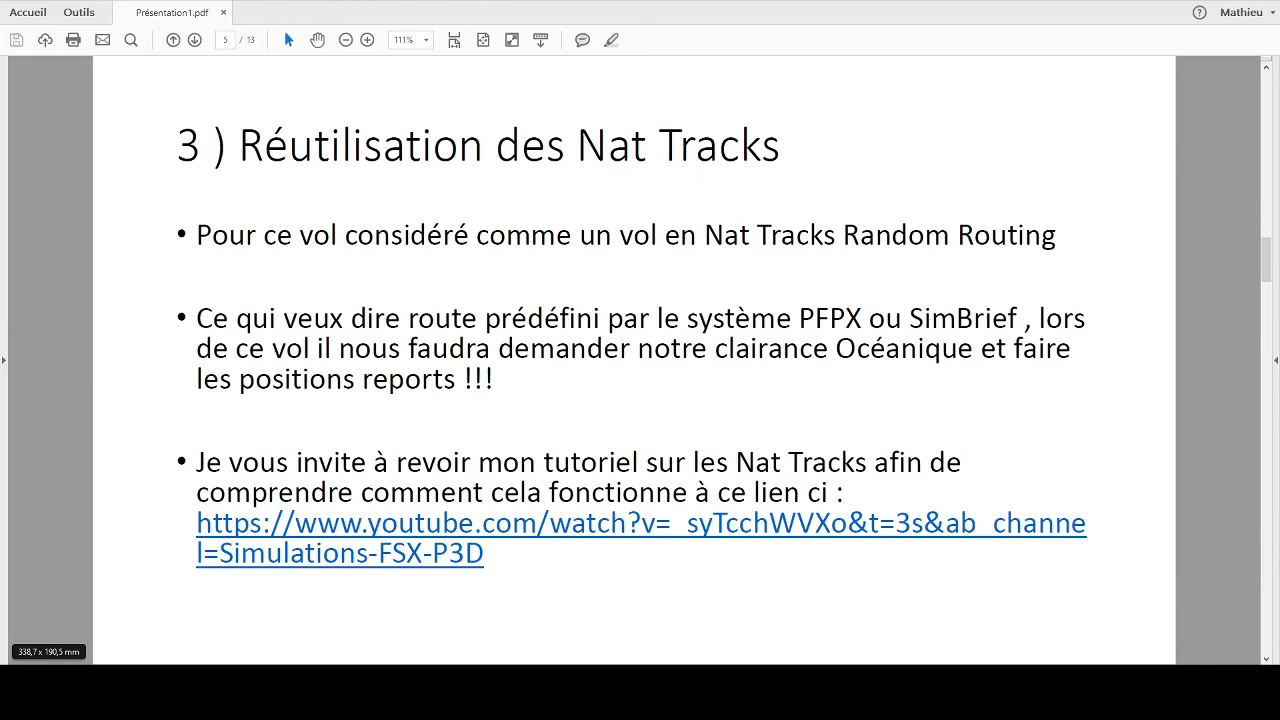 Accueil Outils Présentation1.pdf × Mathieu
5 / 13 111%
3 ) Réutilisation des Nat Tracks
• Pour ce vol considéré comme un vol en Nat Tracks Random Routing
• Ce qui veux dire route prédéfini par le système PFPX ou SimBrief , lors
de ce vol il nous faudra demander notre clairance Océanique et faire
les positions reports !!!
• Je vous invite à revoir mon tutoriel sur les Nat Tracks afin de
comprendre comment cela fonctionne à ce lien ci :
https://www.youtube.com/watch?v=_syTcchWVXo&t=3s&ab_channe
l=Simulations-FSX-P3D
338,7 x 190,5 mm